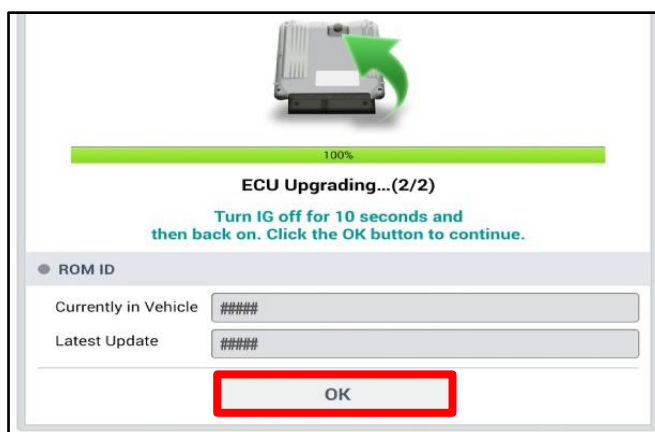 100%
ECU Upgrading...(2/2)
Turn IG off for 10 seconds and
then back on. Click the OK button to continue.
ROM ID
Currently in Vehicle #####
Latest Update #####
OK